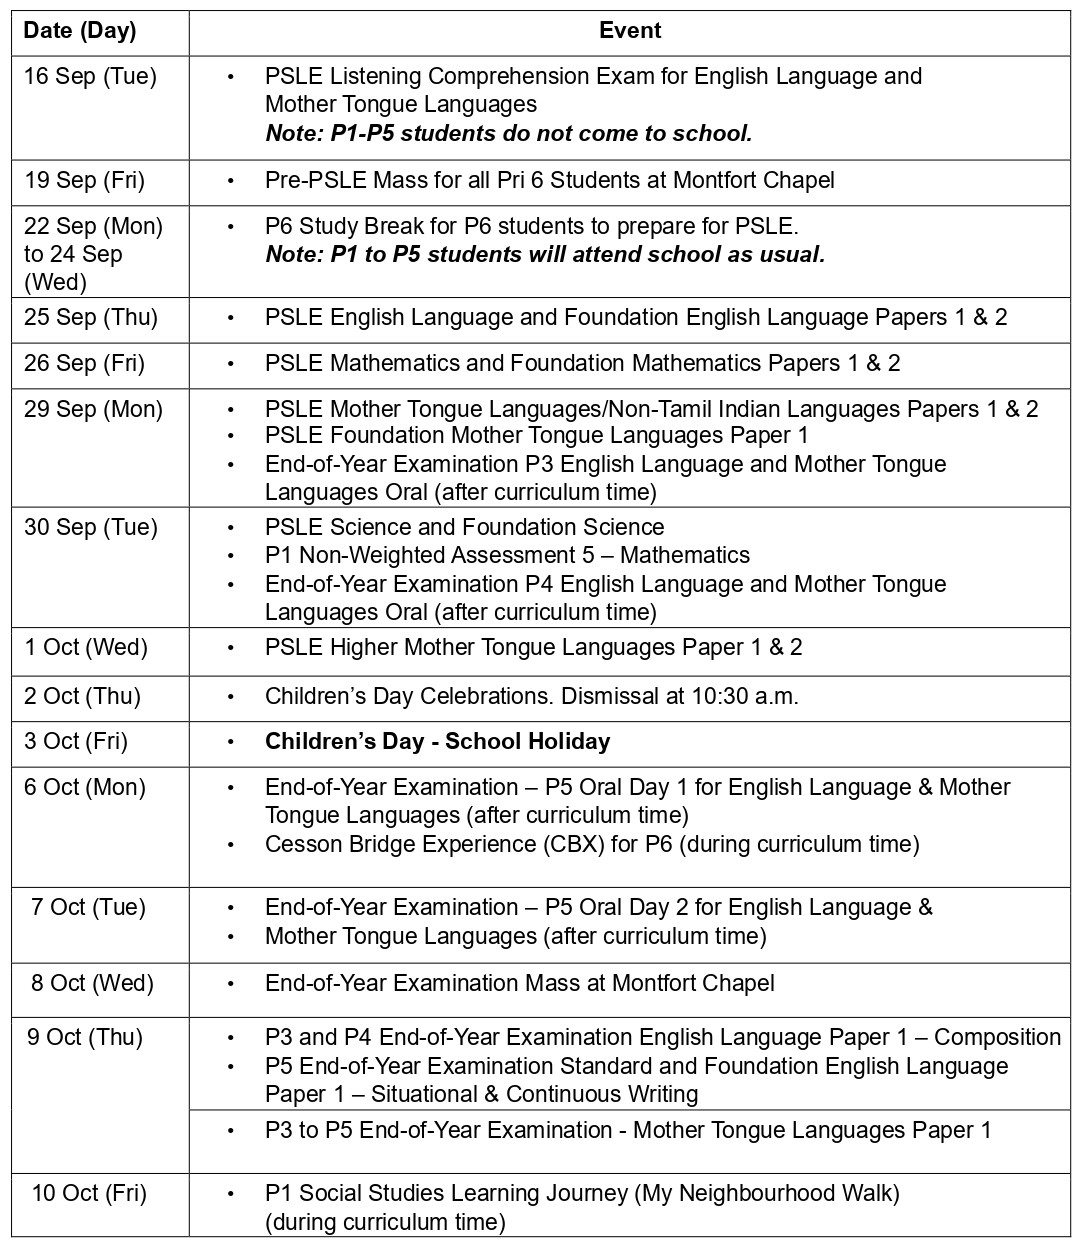 Date (Day)
Event
16 Sep (Tue)
• PSLE Listening Comprehension Exam for English Language and
Mother Tongue Languages
Note: P1-P5 students do not come to school.
19 Sep (Fri)
• Pre-PSLE Mass for all Pri 6 Students at Montfort Chapel
22 Sep (Mon)
to 24 Sep
(Wed)
• P6 Study Break for P6 students to prepare for PSLE.
Note: P1 to P5 students will attend school as usual.
25 Sep (Thu)
• PSLE English Language and Foundation English Language Papers 1 & 2
26 Sep (Fri)
• PSLE Mathematics and Foundation Mathematics Papers 1 & 2
29 Sep (Mon)
• PSLE Mother Tongue Languages/Non-Tamil Indian Languages Papers 1 & 2
• PSLE Foundation Mother Tongue Languages Paper 1
• End-of-Year Examination P3 English Language and Mother Tongue
Languages Oral (after curriculum time)
30 Sep (Tue)
• PSLE Science and Foundation Science
• P1 Non-Weighted Assessment 5 – Mathematics
• End-of-Year Examination P4 English Language and Mother Tongue
Languages Oral (after curriculum time)
1 Oct (Wed)
• PSLE Higher Mother Tongue Languages Paper 1 & 2
2 Oct (Thu)
• Children’s Day Celebrations. Dismissal at 10:30 a.m.
3 Oct (Fri)
• Children’s Day - School Holiday
6 Oct (Mon)
• End-of-Year Examination – P5 Oral Day 1 for English Language & Mother
Tongue Languages (after curriculum time)
• Cesson Bridge Experience (CBX) for P6 (during curriculum time)
7 Oct (Tue)
• End-of-Year Examination – P5 Oral Day 2 for English Language &
• Mother Tongue Languages (after curriculum time)
8 Oct (Wed)
• End-of-Year Examination Mass at Montfort Chapel
9 Oct (Thu)
• P3 and P4 End-of-Year Examination English Language Paper 1 – Composition
• P5 End-of-Year Examination Standard and Foundation English Language
Paper 1 – Situational & Continuous Writing
• P3 to P5 End-of-Year Examination - Mother Tongue Languages Paper 1
10 Oct (Fri)
• P1 Social Studies Learning Journey (My Neighbourhood Walk)
(during curriculum time)